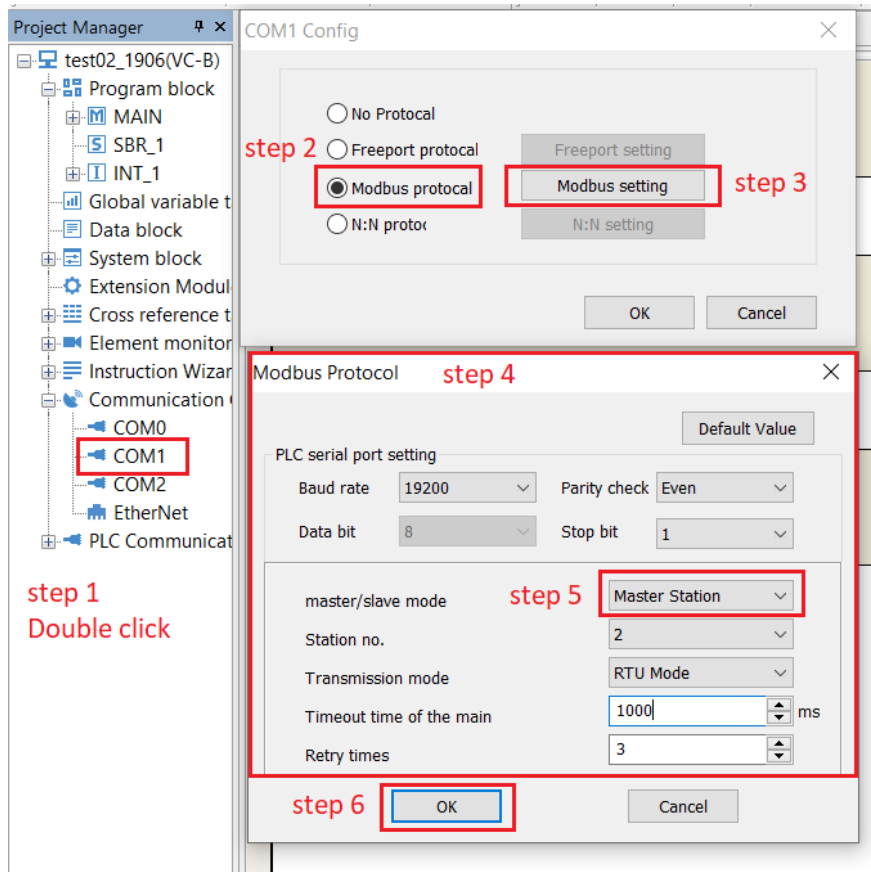 Project Manager
test02_1906(VC-B)
Program block
MAIN
SBR_1
INT_1
Global variable t
Data block
System block
Extension Modul
Cross reference t
Element monitor
Instruction Wizar
Communication
COM0
COM1
COM2
EtherNet
PLC Communicat
step 1
Double click
COM1 Config
No Protocal
step 2
Freeport protocal
Freeport setting
Modbus protocal
Modbus setting
step 3
N:N protoc
N:N setting
OK
Cancel
Modbus Protocol
step 4
Default Value
PLC serial port setting
Baud rate
19200
Parity check
Even
Data bit
8
Stop bit
1
master/slave mode
step 5
Master Station
Station no.
2
Transmission mode
RTU Mode
Timeout time of the main
1000
ms
Retry times
3
step 6
OK
Cancel